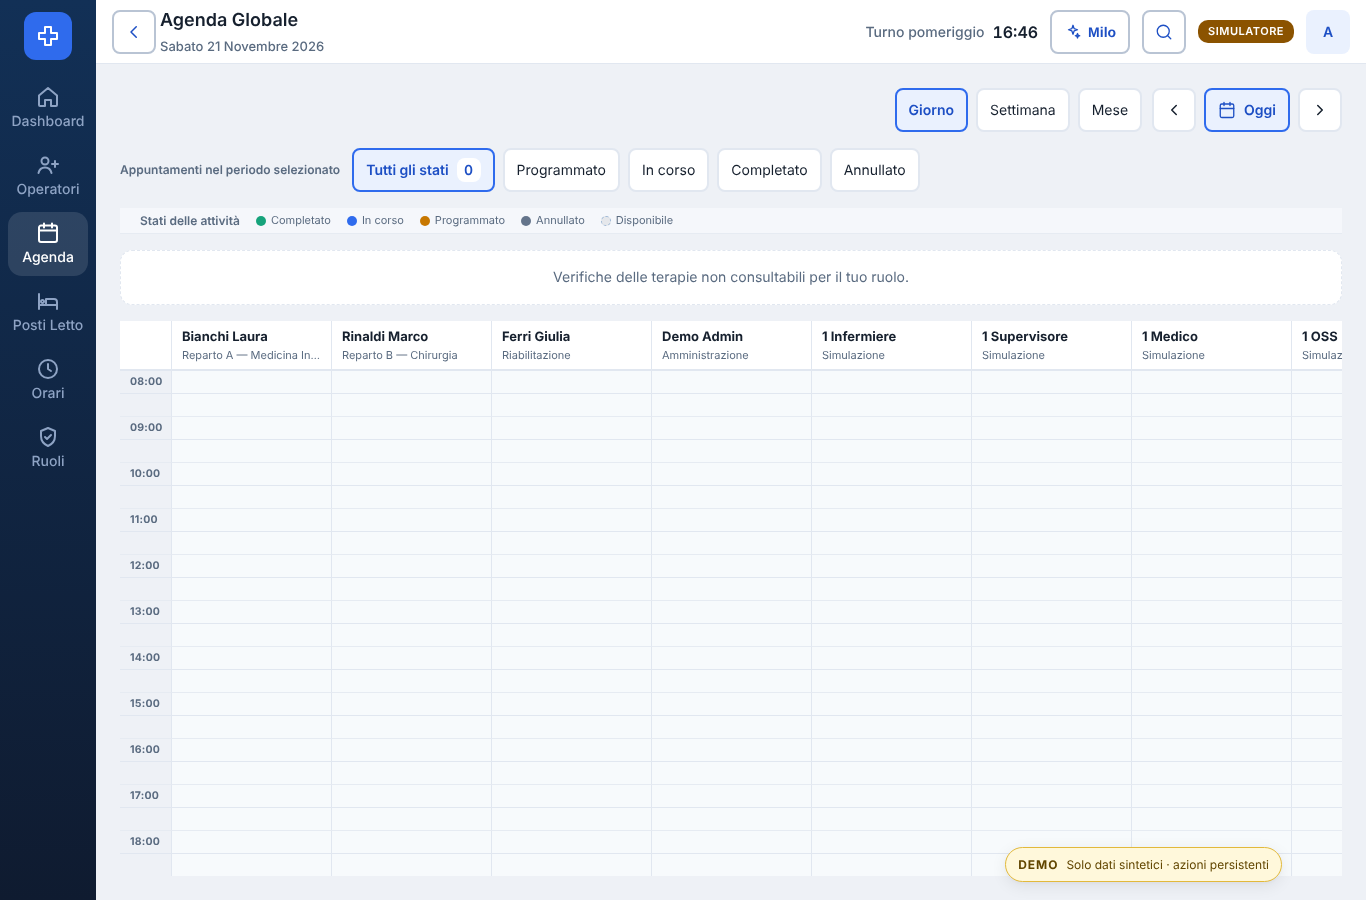 Agenda Globale
Sabato 21 Novembre 2026
Turno pomeriggio 16:46
Milo
SIMULATORE
A
Dashboard
Operatori
Agenda
Posti Letto
Orari
Ruoli
Giorno
Settimana
Mese
Oggi
Appuntamenti nel periodo selezionato
Tutti gli stati 0
Programmato
In corso
Completato
Annullato
Stati delle attività
Completato
In corso
Programmato
Annullato
Disponibile
Verifiche delle terapie non consultabili per il tuo ruolo.
Bianchi Laura
Reparto A — Medicina In...
Rinaldi Marco
Reparto B — Chirurgia
Ferri Giulia
Riabilitazione
Demo Admin
Amministrazione
1 Infermiere
Simulazione
1 Supervisore
Simulazione
1 Medico
Simulazione
1 OSS
Simulaz
08:00
09:00
10:00
11:00
12:00
13:00
14:00
15:00
16:00
17:00
18:00
DEMO Solo dati sintetici · azioni persistenti